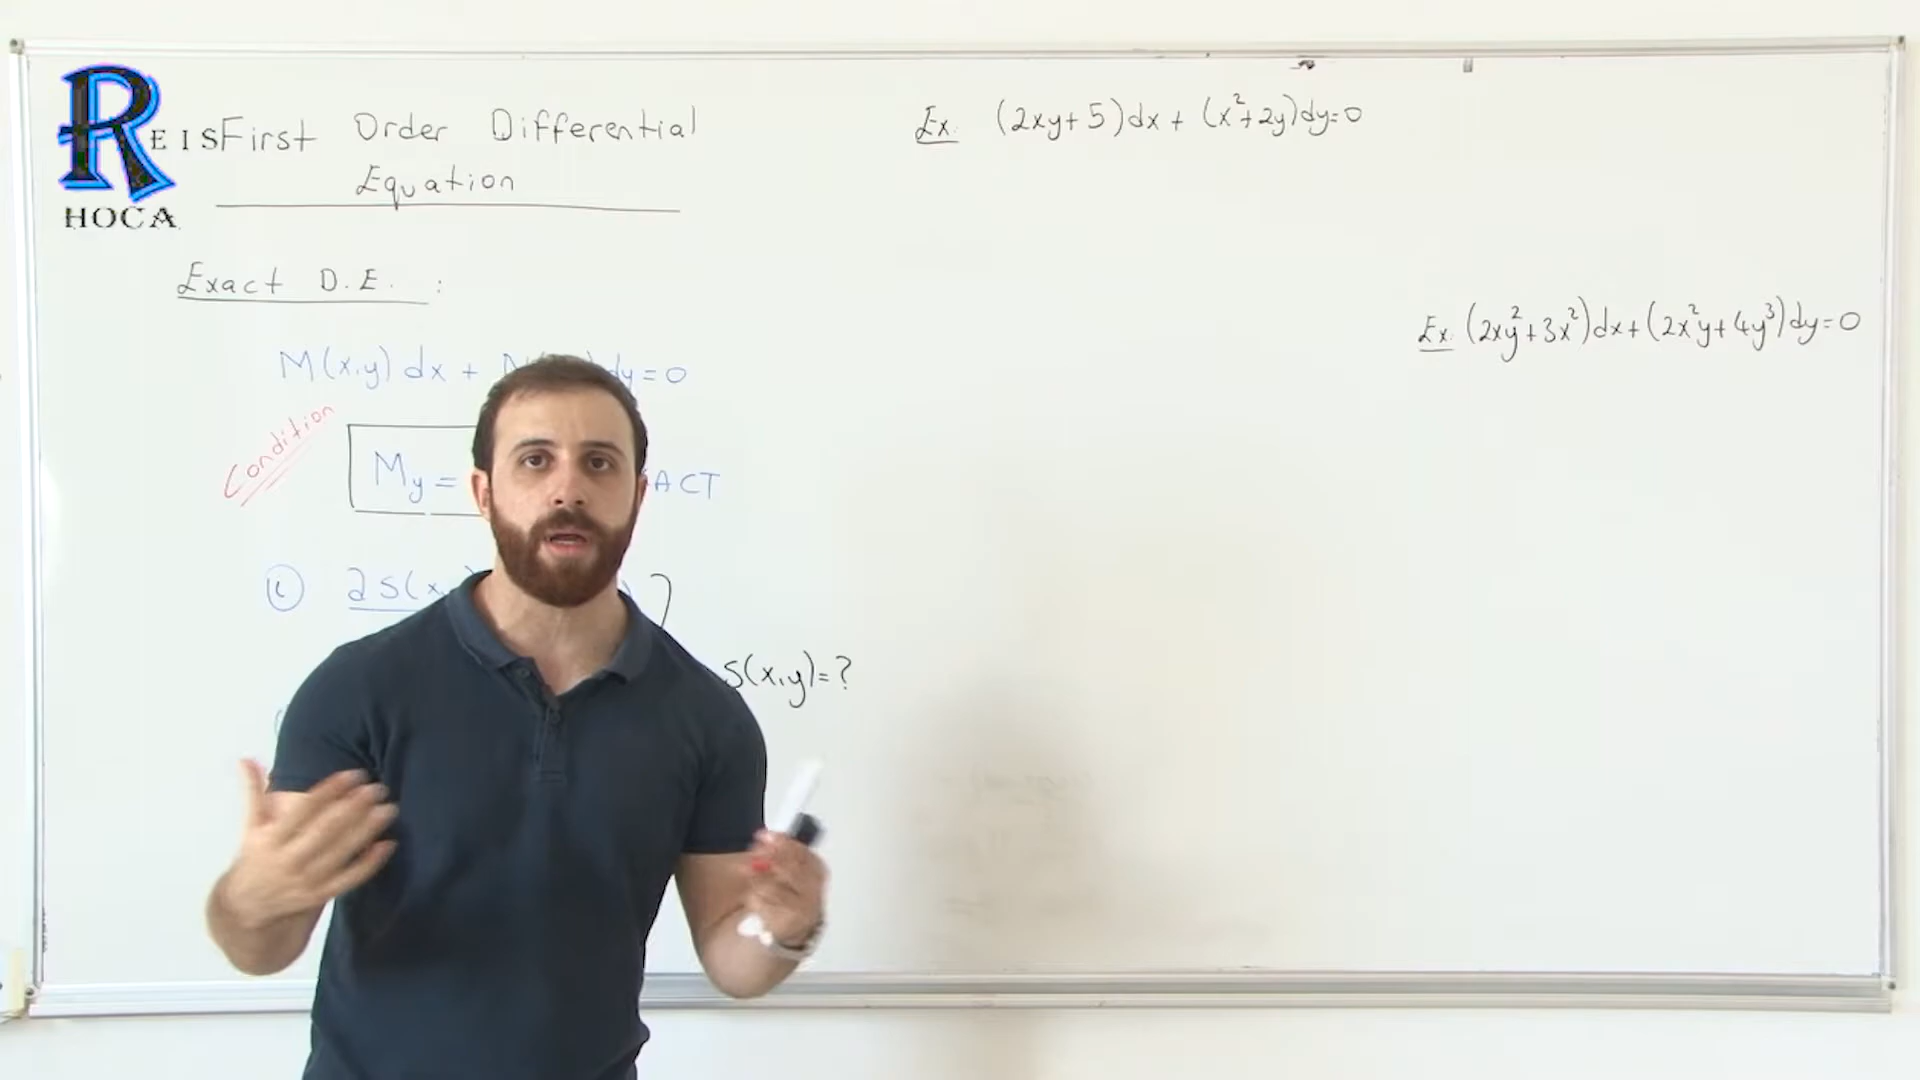 REIS
HOCA
First Order Differential
Equation
Exact D.E. :
M(x,y) dx + N dy = 0
Condition
My = ACT
∂s(x,y
s(x,y)=?
Ex: (2xy+5)dx + (x²+2y)dy=0
Ex: (2xy²+3x²)dx+(2x²y+4y³)dy=0